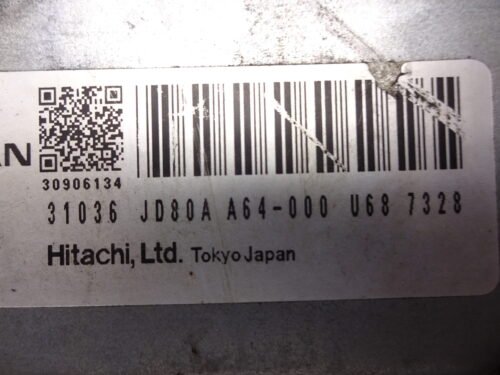 AN
30906134
31036 JD80A A64-000 U68 7328
Hitachi, Ltd. Tokyo Japan